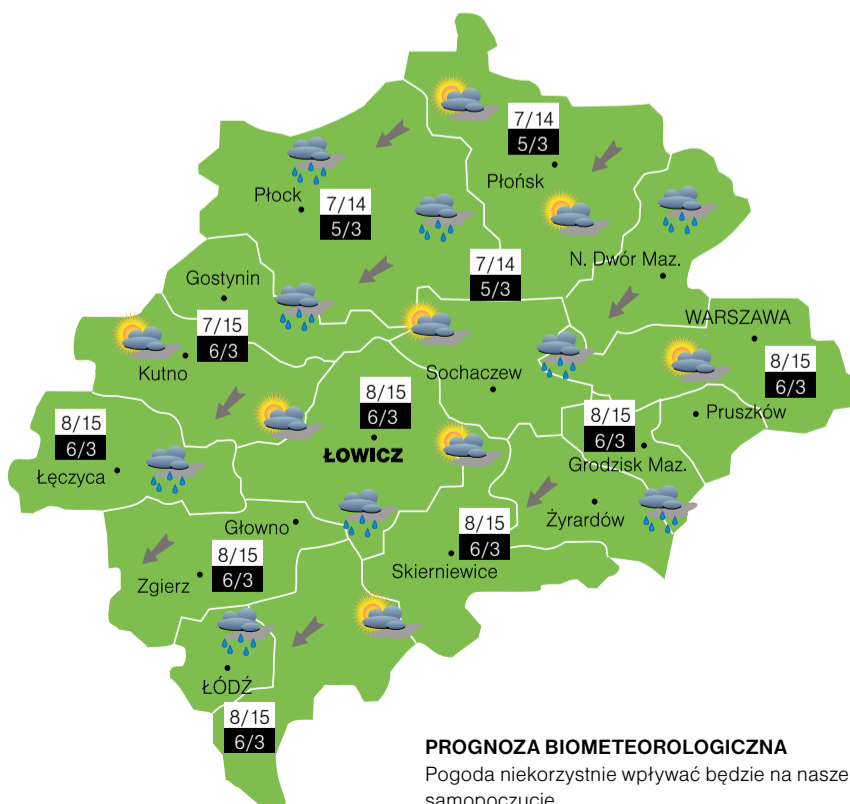 7/14
5/3
Płońsk
Płock
7/14
5/3
7/14
5/3
N. Dwór Maz.
Gostynin
7/15
6/3
Kutno
WARSZAWA
8/15
6/3
Sochaczew
8/15
6/3
ŁOWICZ
8/15
6/3
Pruszków
Grodzisk Maz.
8/15
6/3
Łęczyca
Żyrardów
Głowno
8/15
6/3
Skierniewice
8/15
6/3
Zgierz
ŁÓDŹ
8/15
6/3
PROGNOZA BIOMETEOROLOGICZNA
Pogoda niekorzystnie wpływać będzie na nasze
samopoczucie